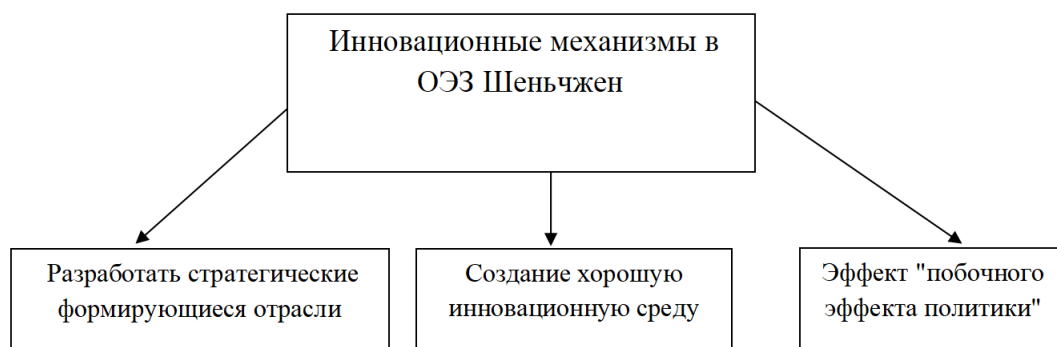 Инновационные механизмы в
ОЭЗ Шеньчжен
Разработать стратегические
формирующиеся отрасли
Создание хорошую
инновационную среду
Эффект "побочного
эффекта политики"